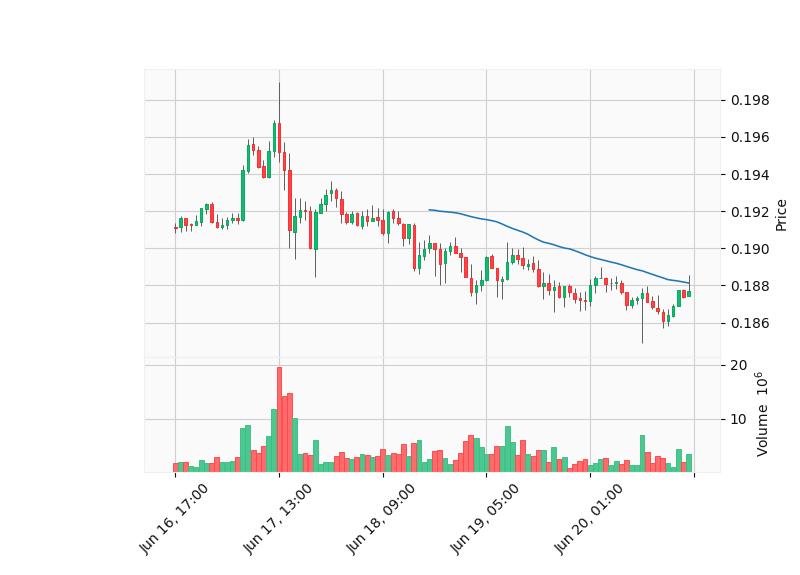 0.198
0.196
0.194
0.192
0.190
0.188
0.186
Price
20
10
Volume 10^6
Jun 16, 17:00
Jun 17, 13:00
Jun 18, 09:00
Jun 19, 05:00
Jun 20, 01:00